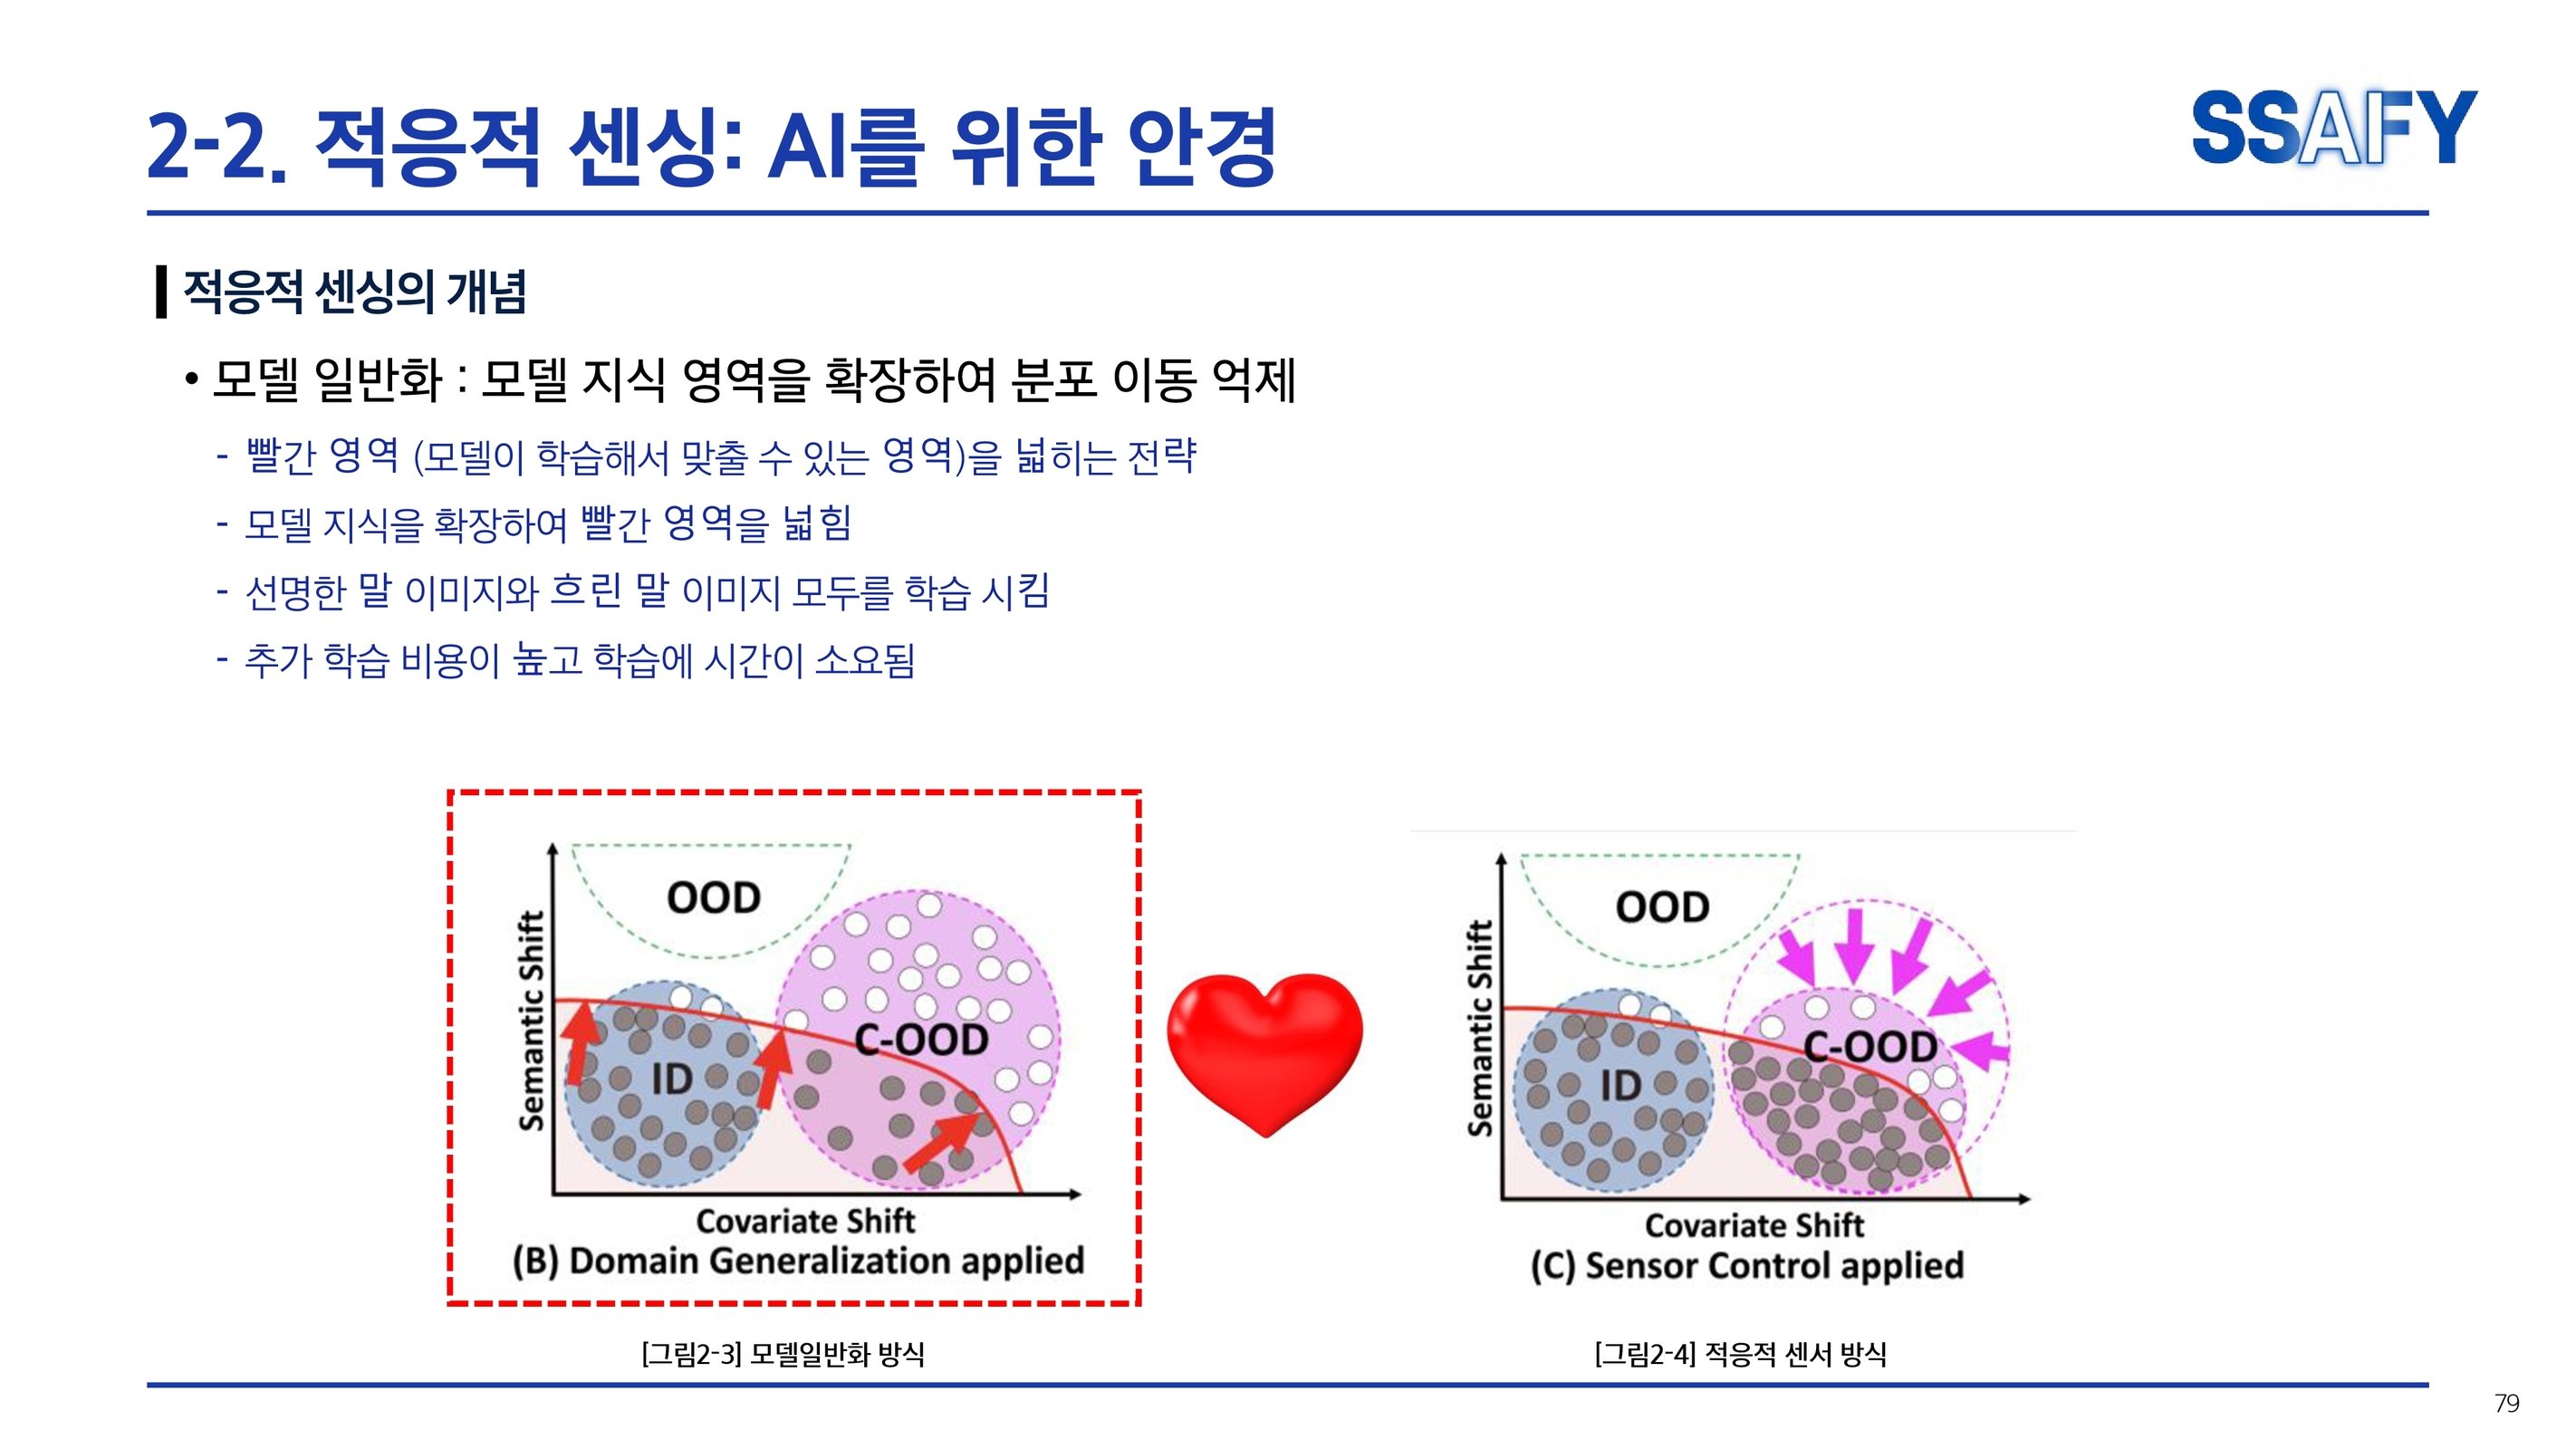 2-2. 적응적 센싱: AI를 위한 안경
SSAFY
적응적 센싱의 개념
• 모델 일반화 : 모델 지식 영역을 확장하여 분포 이동 억제
- 빨간 영역 (모델이 학습해서 맞출 수 있는 영역)을 넓히는 전략
- 모델 지식을 확장하여 빨간 영역을 넓힘
- 선명한 말 이미지와 흐린 말 이미지 모두를 학습 시킴
- 추가 학습 비용이 높고 학습에 시간이 소요됨
Semantic Shift
OOD
ID
C-OOD
Covariate Shift
(B) Domain Generalization applied
[그림2-3] 모델일반화 방식
Semantic Shift
OOD
ID
C-OOD
Covariate Shift
(C) Sensor Control applied
[그림2-4] 적응적 센서 방식
79